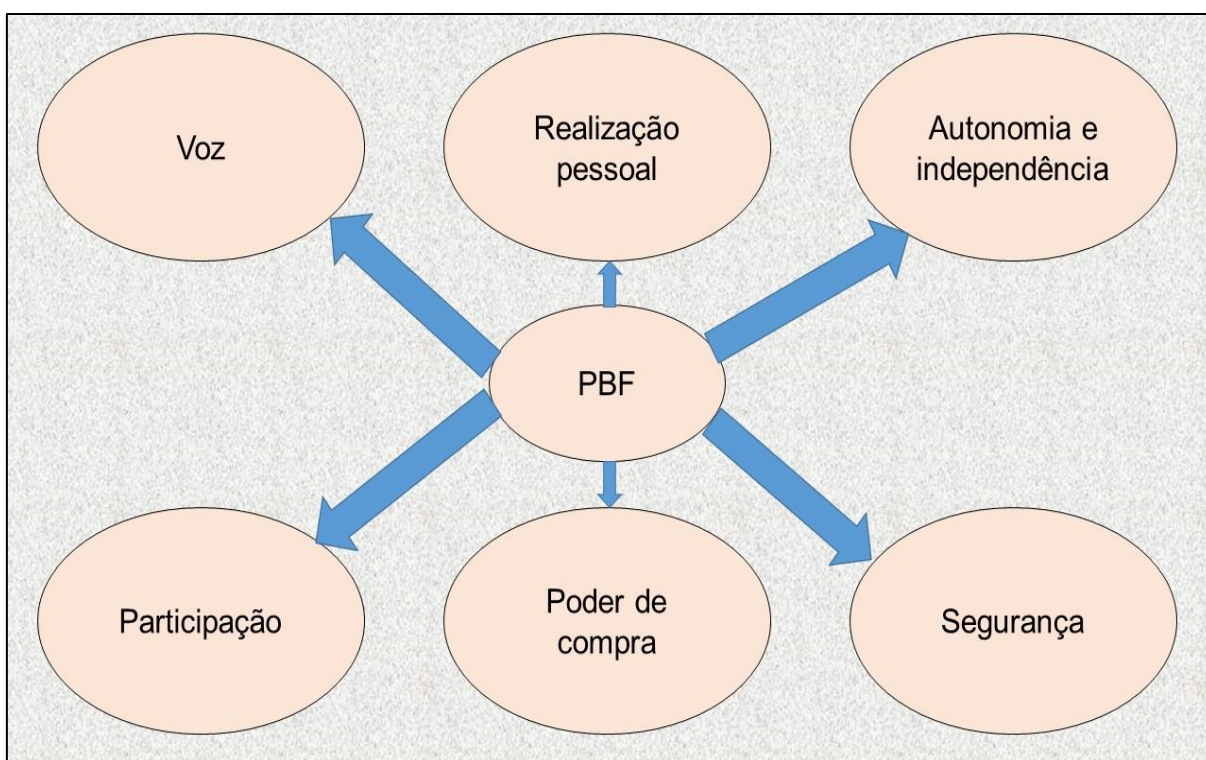 Voz
Realização
pessoal
Autonomia e
independência
PBF
Participação
Poder de
compra
Segurança